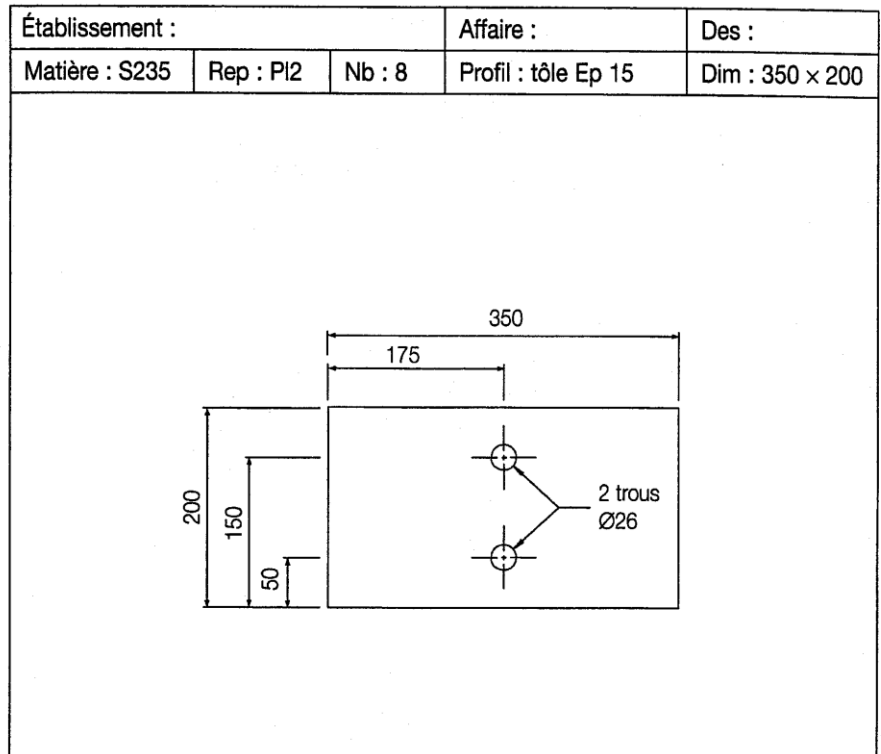 Établissement :
Affaire :
Des :
Matière : S235
Rep : Pl2
Nb : 8
Profil : tôle Ep 15
Dim : 350 × 200
350
175
200
150
50
2 trous
Ø26